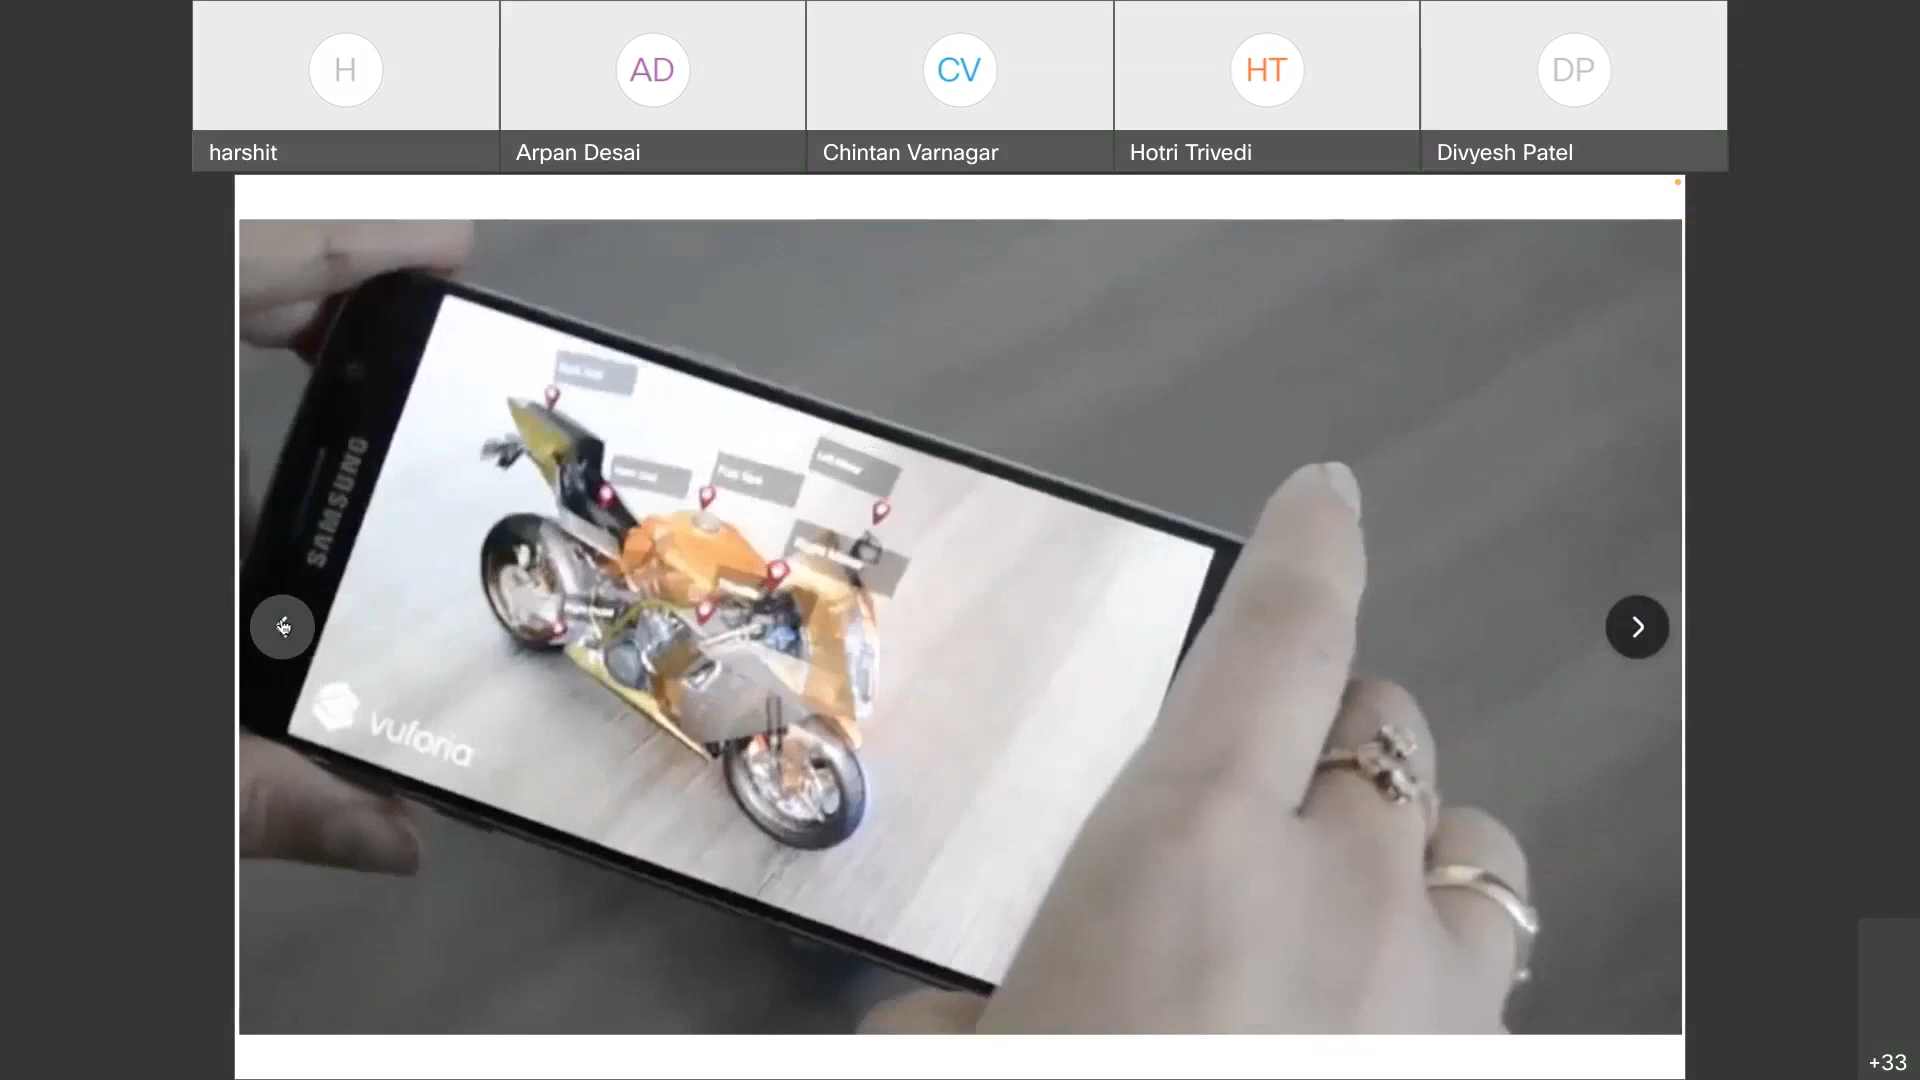 H
AD
CV
HT
DP
harshit
Arpan Desai
Chintan Varnagar
Hotri Trivedi
Divyesh Patel
SAMSUNG
vuforia
+33